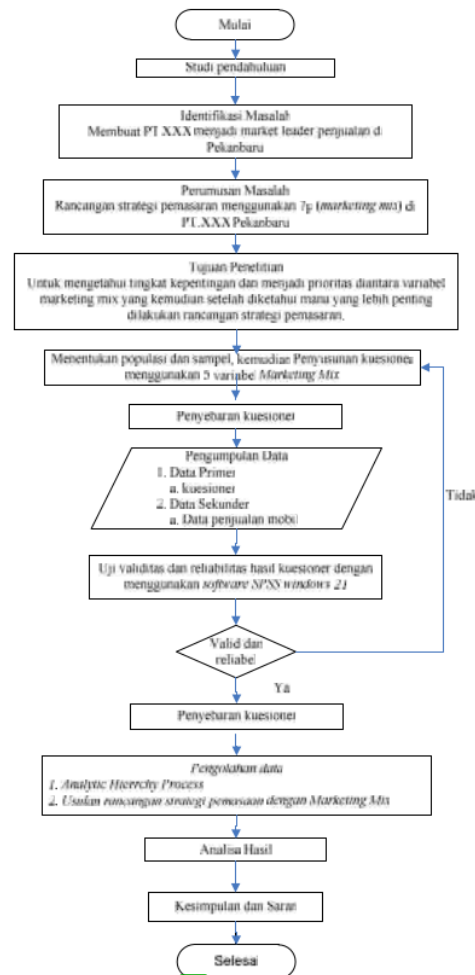 Mulai
Studi pendahuluan
Identifikasi Masalah
Membuat PT XXX menjadi market leader penjualan di
Pekanbaru
Perumusan Masalah
Rancangan strategi pemasaran menggunakan 7p (marketing mix) di
PT.XXX Pekanbaru
Tujuan Penelitian
Untuk mengetahui tingkat kepentingan dan menjadi prioritas diantara variabel
marketing mix yang kemudian setelah diketahui mana yang lebih penting
dilakukan rancangan strategi pemasaran.
Menentukan populasi dan sampel, kemudian Penyusunan kuesioner
menggunakan 5 variabel Marketing Mix
Penyebaran kuesioner
Pengumpulan Data
1. Data Primer
a. kuesioner
2. Data Sekunder
a. Data penjualan mobil
Tidak
Uji validitas dan reliabilitas hasil kuesioner dengan
menggunakan software SPSS windows 21
Valid dan
reliabel
Ya
Penyebaran kuesioner
Pengolahan data
1. Analytic Hierrchy Process
2. Usulan rancangan strategi pemasaan dengan Marketing Mix
Analisa Hasil
Kesimpulan dan Saran
Selesai